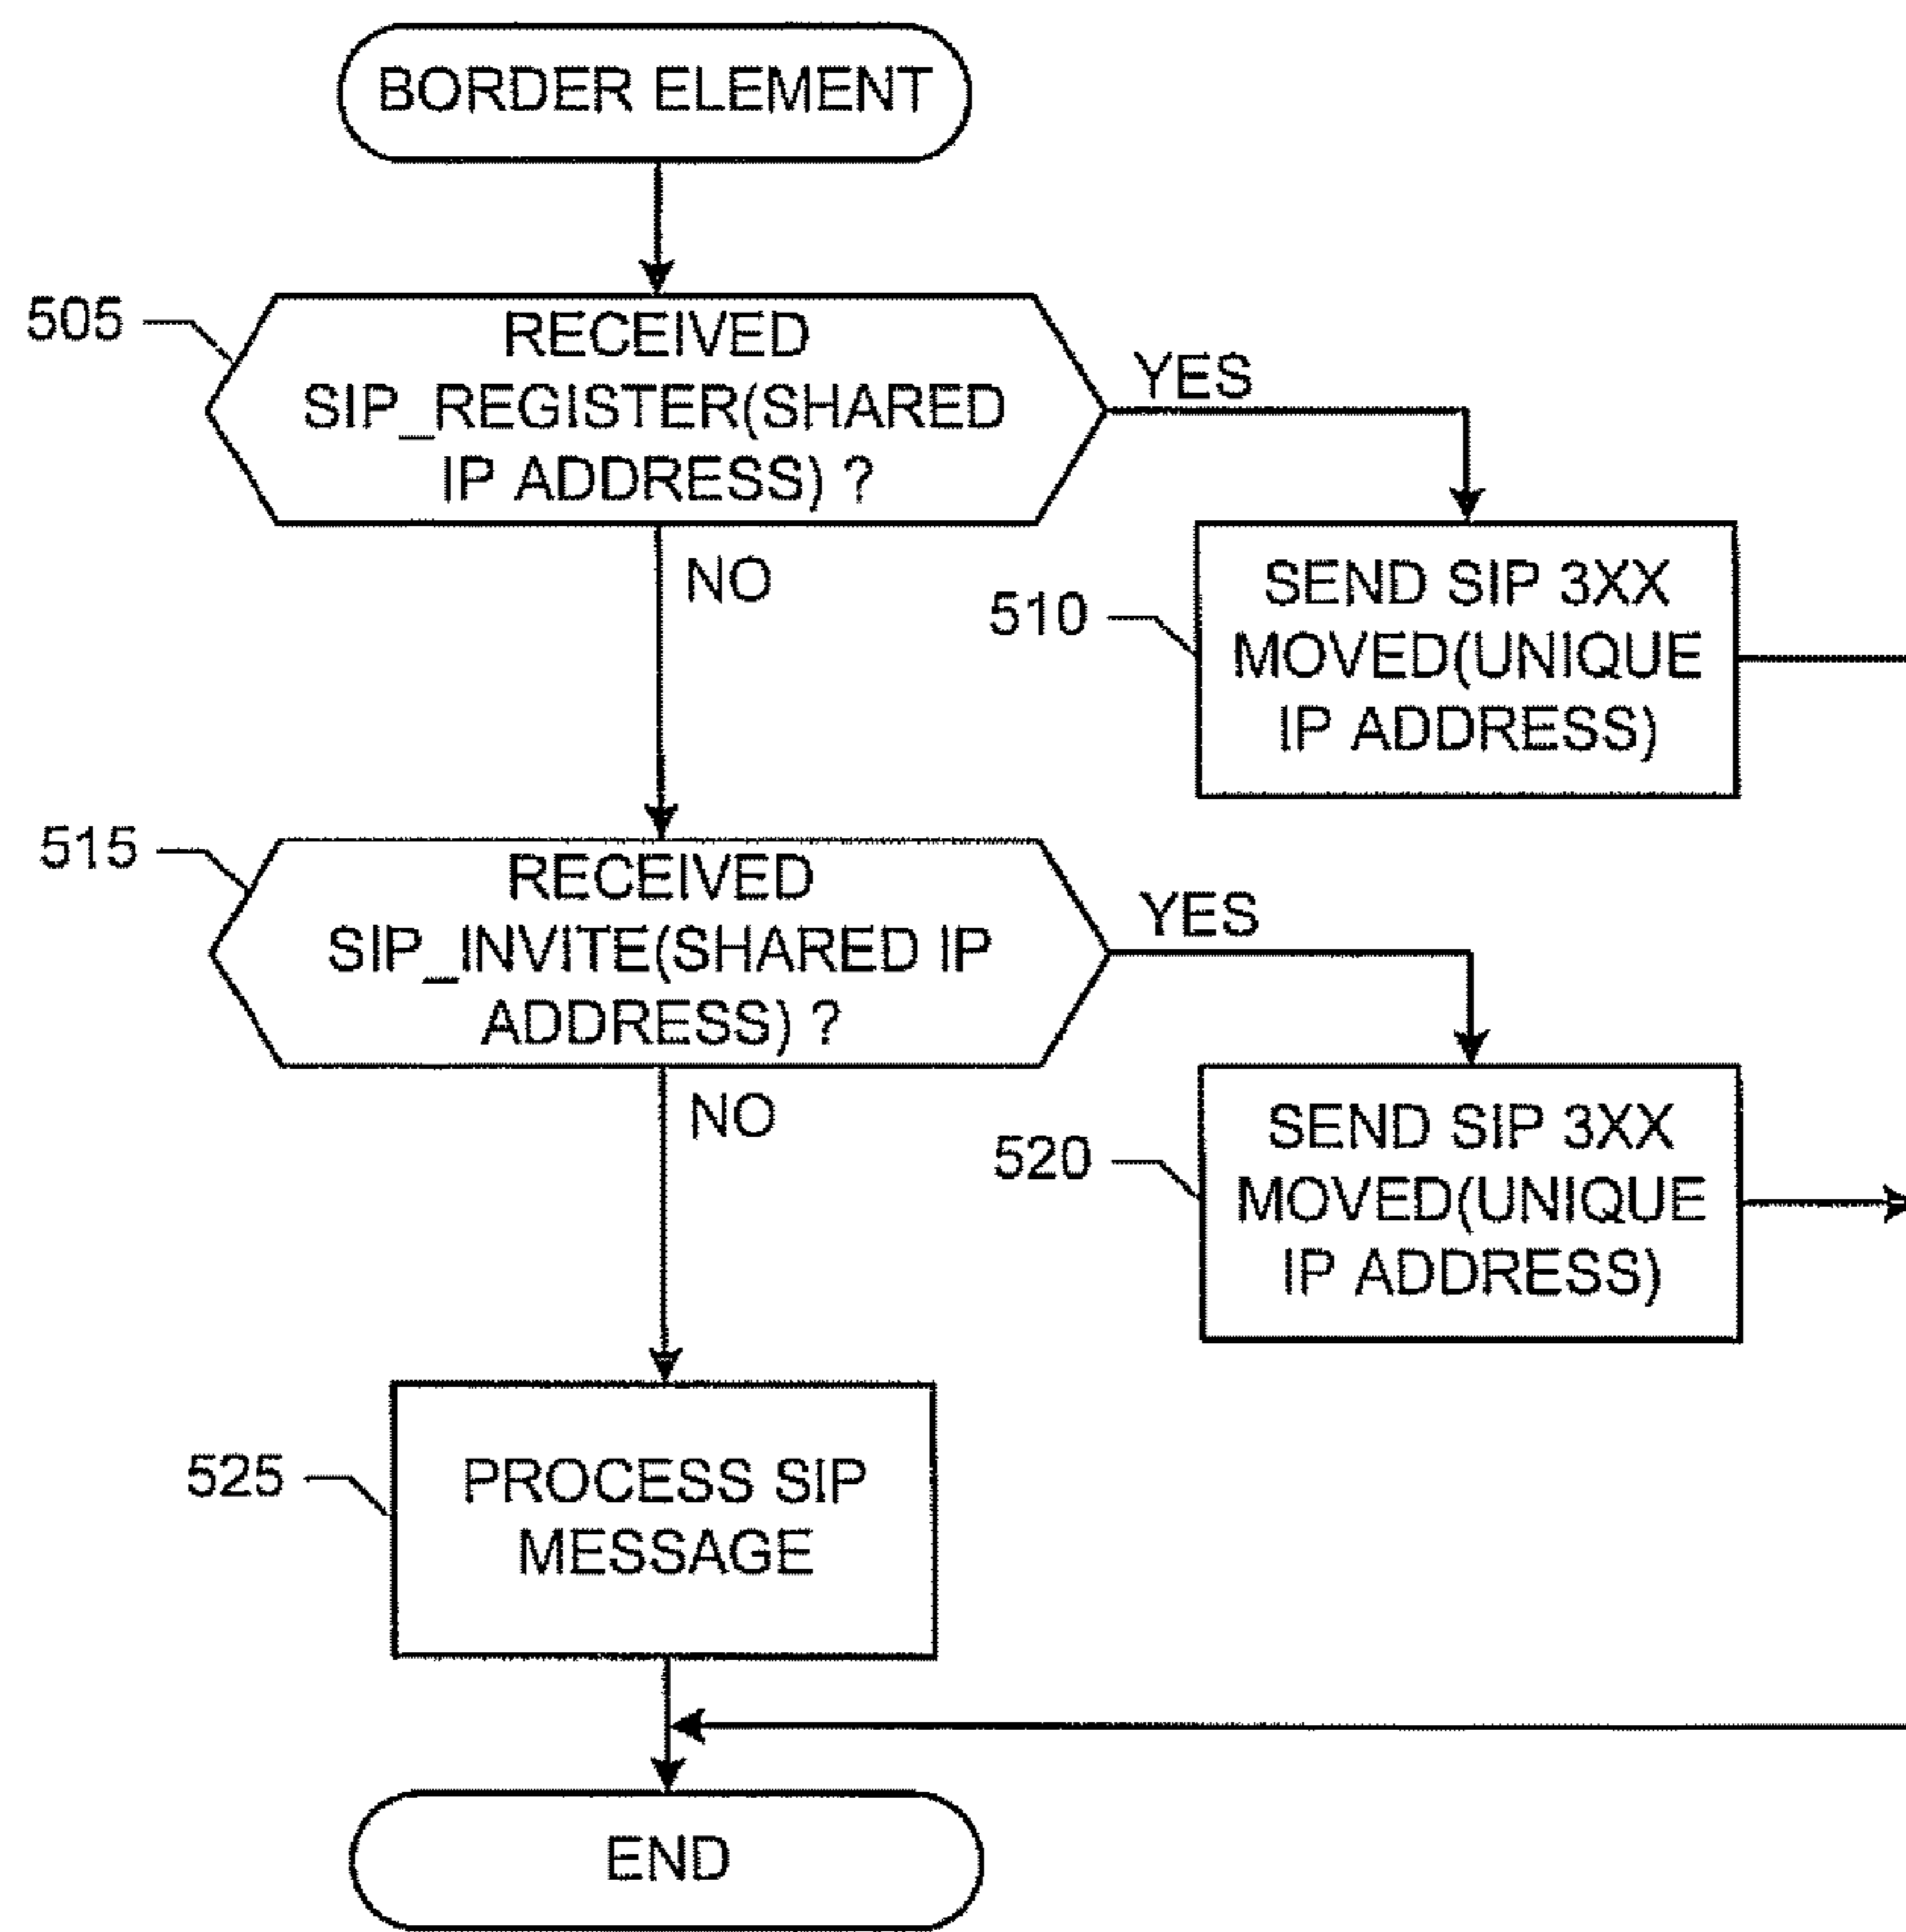 BORDER ELEMENT
505
RECEIVED
SIP_REGISTER(SHARED
IP ADDRESS) ?
YES
NO
510
SEND SIP 3XX
MOVED(UNIQUE
IP ADDRESS)
515
RECEIVED
SIP_INVITE(SHARED IP
ADDRESS) ?
YES
NO
520
SEND SIP 3XX
MOVED(UNIQUE
IP ADDRESS)
525
PROCESS SIP
MESSAGE
END